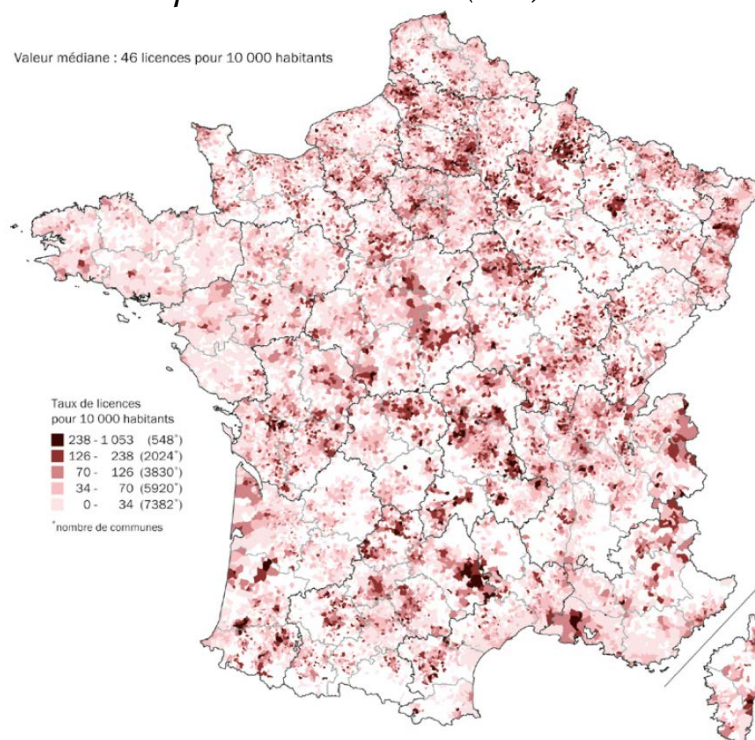 Valeur médiane : 46 licences pour 10 000 habitants
Taux de licences
pour 10 000 habitants
238 - 1 053 (548*)
126 - 238 (2024*)
70 - 126 (3830*)
34 - 70 (5920*)
0 - 34 (7382*)
*nombre de communes